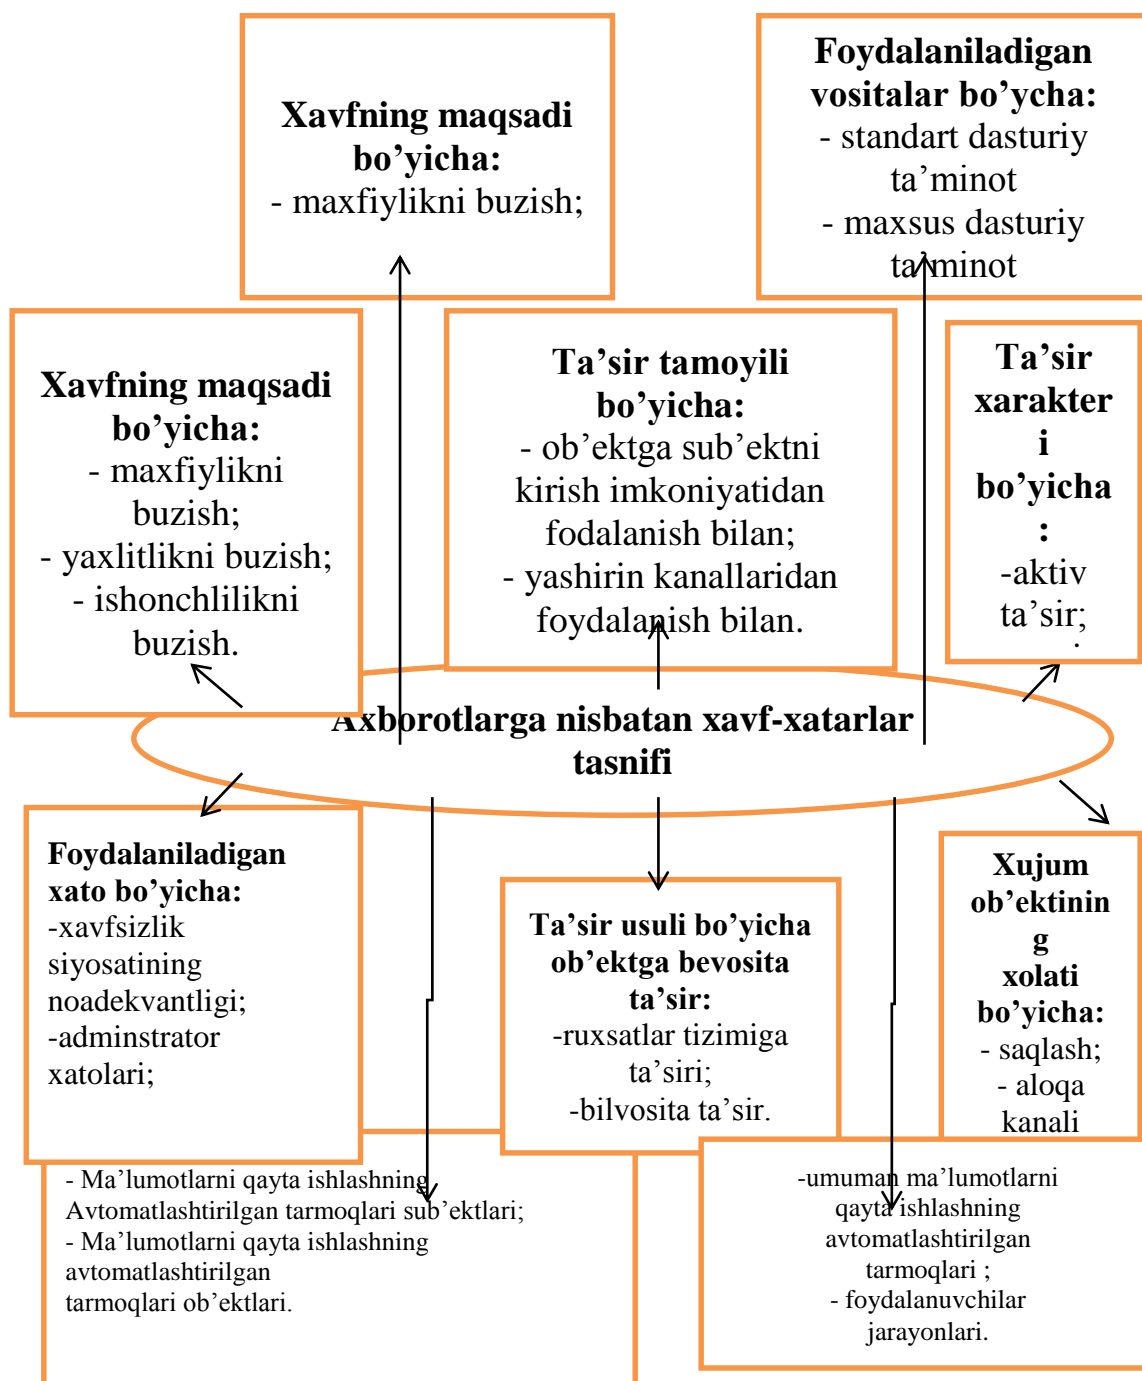 Xavfning maqsadi
bo’yicha:
- maxfiylikni buzish;
Foydalaniladigan
vositalar bo’ycha:
- standart dasturiy
ta’minot
- maxsus dasturiy
ta’minot
Xavfning maqsadi
bo’yicha:
- maxfiylikni
buzish;
- yaxlitlikni buzish;
- ishonchlilikni
buzish.
Ta’sir tamoyili
bo’yicha:
- ob’ektga sub’ektni
kirish imkoniyatidan
fodalanish bilan;
- yashirin kanallaridan
foydalanish bilan.
Ta’sir
xarakter
i
bo’yicha
:
-aktiv
ta’sir;
Axborotlarga nisbatan xavf-xatarlar
tasnifi
Foydalaniladigan
xato bo’yicha:
-xavfsizlik
siyosatining
noadekvantligi;
-adminstrator
xatolari;
Ta’sir usuli bo’yicha
ob’ektga bevosita
ta’sir:
-ruxsatlar tizimiga
ta’siri;
-bilvosita ta’sir.
Xujum
ob’ektinin
g
xolati
bo’yicha:
- saqlash;
- aloqa
kanali
- Ma’lumotlarni qayta ishlashning
Avtomatlashtirilgan tarmoqlari sub’ektlari;
- Ma’lumotlarni qayta ishlashning
avtomatlashtirilgan
tarmoqlari ob’ektlari.
-umuman ma’lumotlarni
qayta ishlashning
avtomatlashtirilgan
tarmoqlari ;
- foydalanuvchilar
jarayonlari.